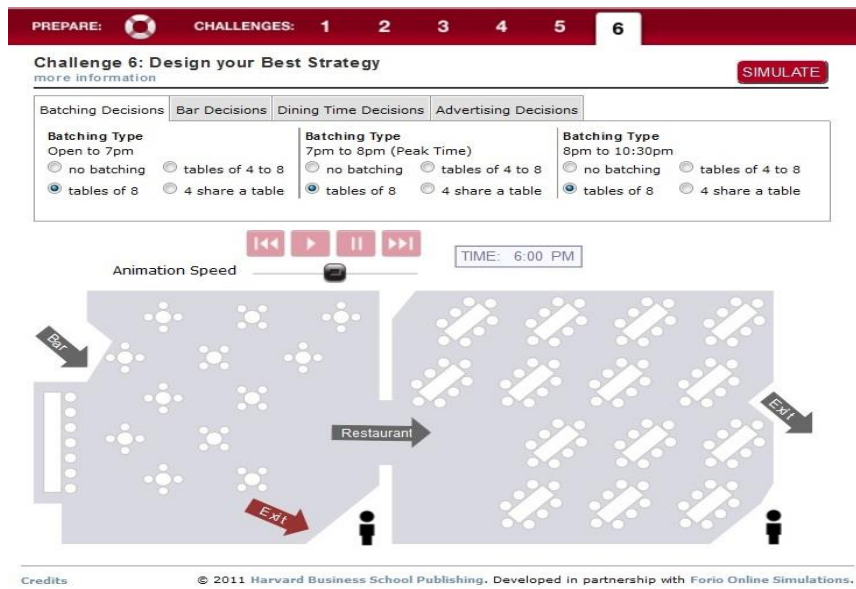 PREPARE: CHALLENGES: 1 2 3 4 5 6
Challenge 6: Design your Best Strategy
more information
SIMULATE
Batching Decisions Bar Decisions Dining Time Decisions Advertising Decisions
Batching Type
Open to 7pm
no batching tables of 4 to 8
tables of 8 4 share a table
Batching Type
7pm to 8pm (Peak Time)
no batching tables of 4 to 8
tables of 8 4 share a table
Batching Type
8pm to 10:30pm
no batching tables of 4 to 8
tables of 8 4 share a table
TIME: 6:00 PM
Animation Speed
Bar
Restaurant
Exit
Exit
Credits © 2011 Harvard Business School Publishing. Developed in partnership with Forio Online Simulations.